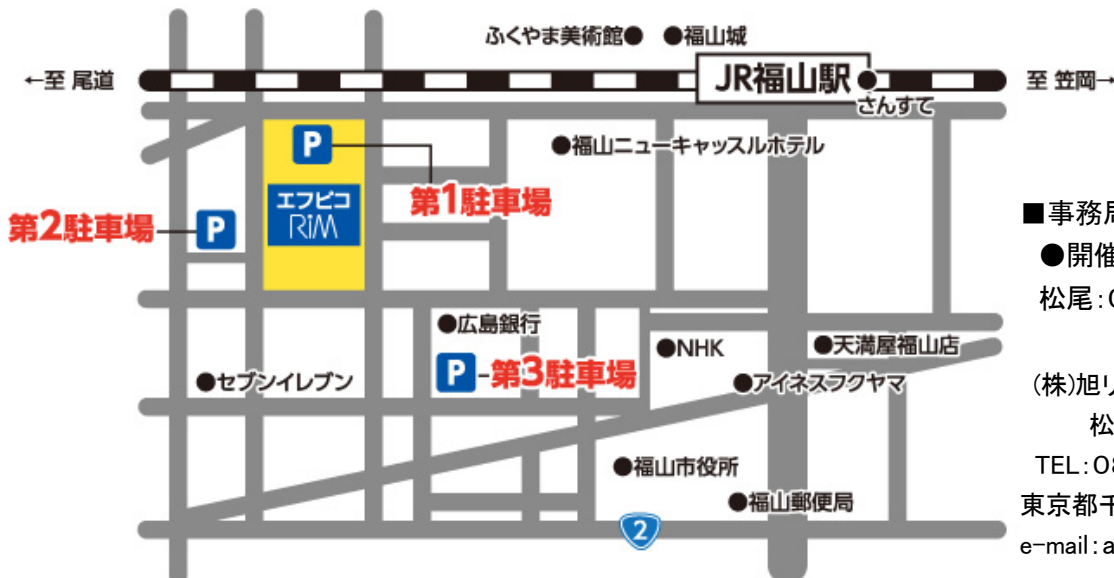 ふくやま美術館● ●福山城
←至 尾道
JR福山駅
至 笠岡→
さんすて
P
●福山ニューキャッスルホテル
エフピコ
RiM
第1駐車場
第2駐車場
P
■事務局
●開催
松尾:0
●広島銀行
●NHK
●天満屋福山店
P
第3駐車場
●セブンイレブン
●アイネスフクヤマ
(株)旭リ
松
TEL:08
●福山市役所
●福山郵便局
東京都千
2
e-mail:a